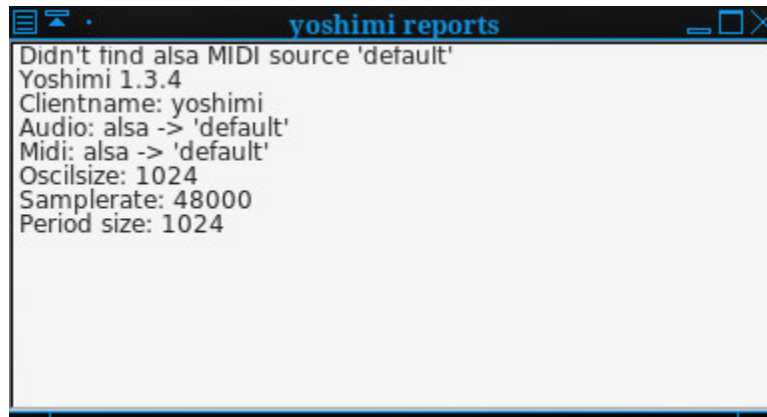 yoshimi reports
Didn't find alsa MIDI source 'default'
Yoshimi 1.3.4
Clientname: yoshimi
Audio: alsa -> 'default'
Midi: alsa -> 'default'
Oscilsize: 1024
Samplerate: 48000
Period size: 1024